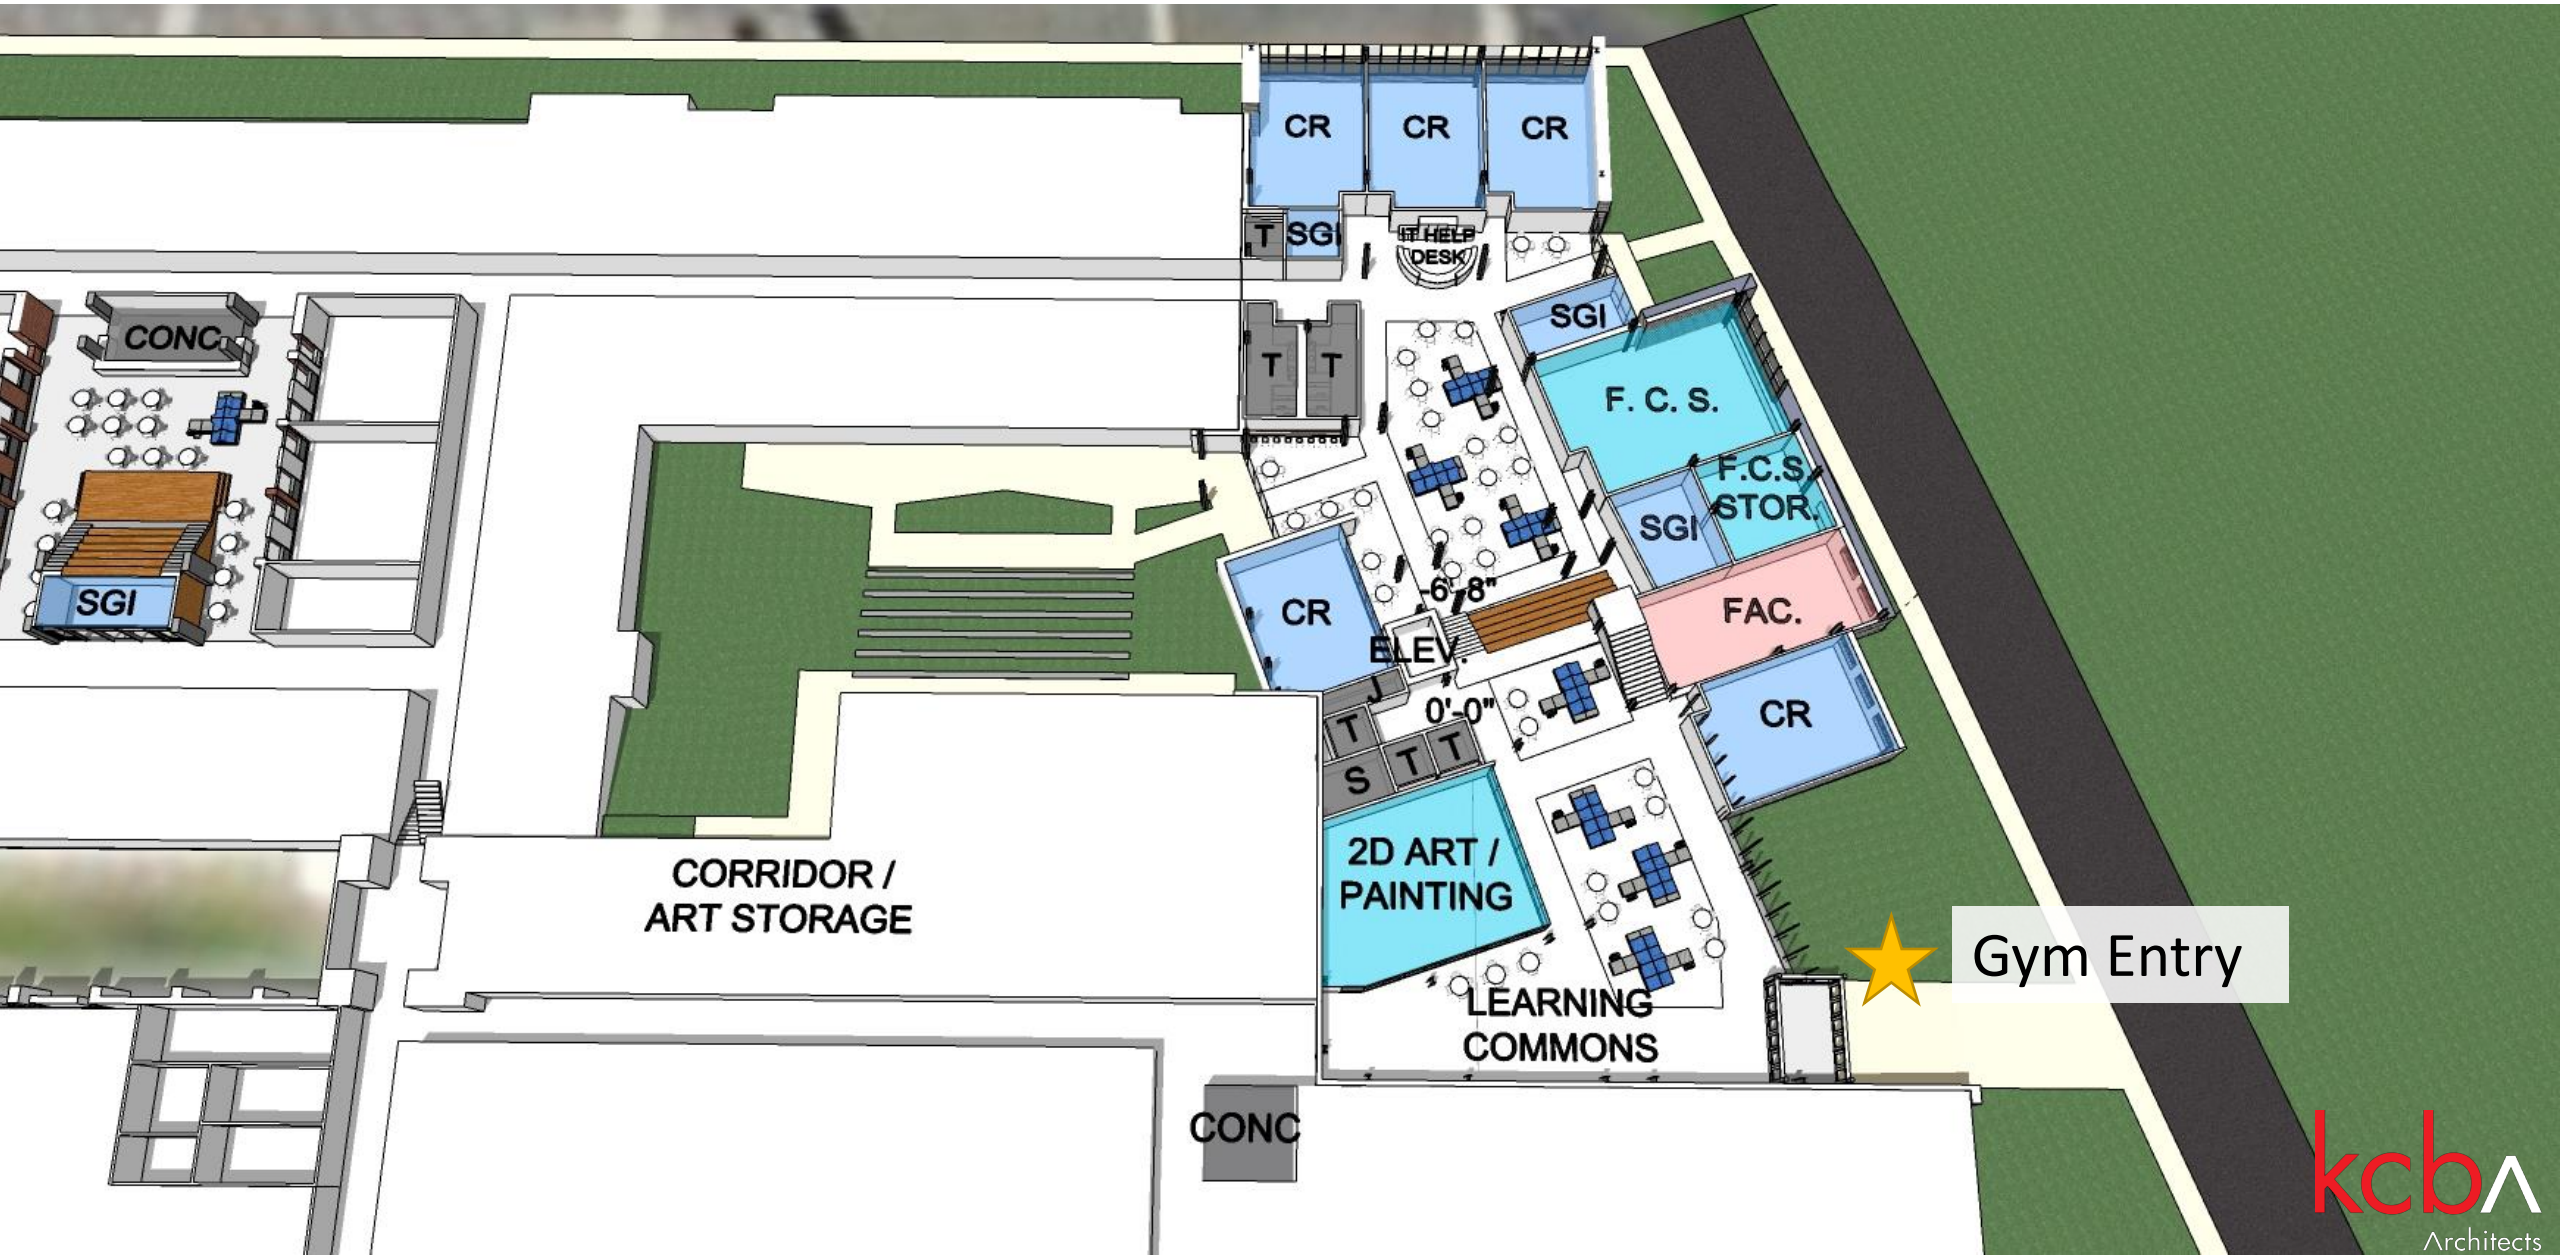 CR
CR
CR
T
SGI
IT HELP
DESK
CONC
SGI
T
T
F. C. S.
F.C.S.
STOR.
SGI
-6'-8"
SGI
CR
FAC.
ELEV.
J
0'-0"
CR
T
T
T
S
2D ART /
PAINTING
CORRIDOR /
ART STORAGE
Gym Entry
LEARNING
COMMONS
CONC
kcba
Architects